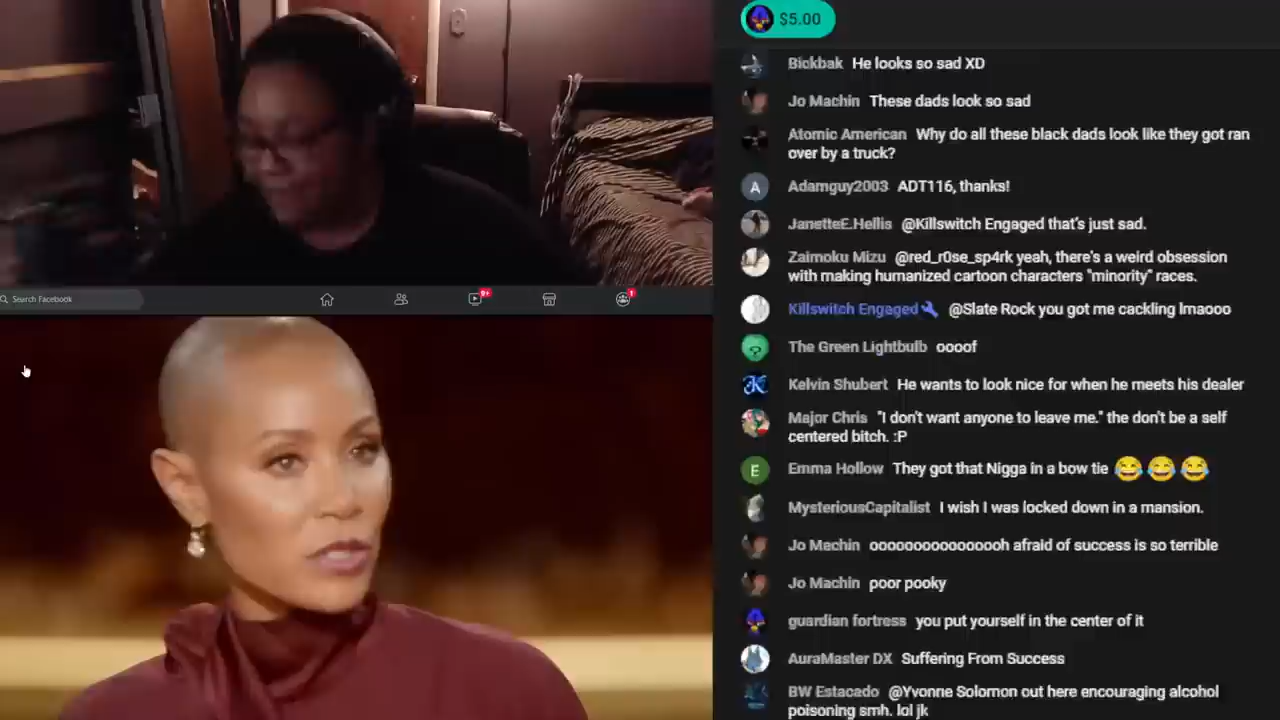 $5.00
Bickbak He looks so sad XD
Jo Machin These dads look so sad
Atomic American Why do all these black dads look like they got ran
over by a truck?
A Adamguy2003 ADT116, thanks!
JanetteE.Hellis @Killswitch Engaged that's just sad.
Zaimoku Mizu @red_r0se_sp4rk yeah, there's a weird obsession
with making humanized cartoon characters "minority" races.
Killswitch Engaged @Slate Rock you got me cackling lmaooo
The Green Lightbulb oooof
Kelvin Shubert He wants to look nice for when he meets his dealer
Major Chris "I don't want anyone to leave me." the don't be a self
centered bitch. :P
E Emma Hollow They got that Nigga in a bow tie 😂😂😂
MysteriousCapitalist I wish I was locked down in a mansion.
Jo Machin oooooooooooooooh afraid of success is so terrible
Jo Machin poor pooky
guardian fortress you put yourself in the center of it
AuraMaster DX Suffering From Success
BW Estacado @Yvonne Solomon out here encouraging alcohol
poisoning smh. lol jk
Search Facebook
9+
1